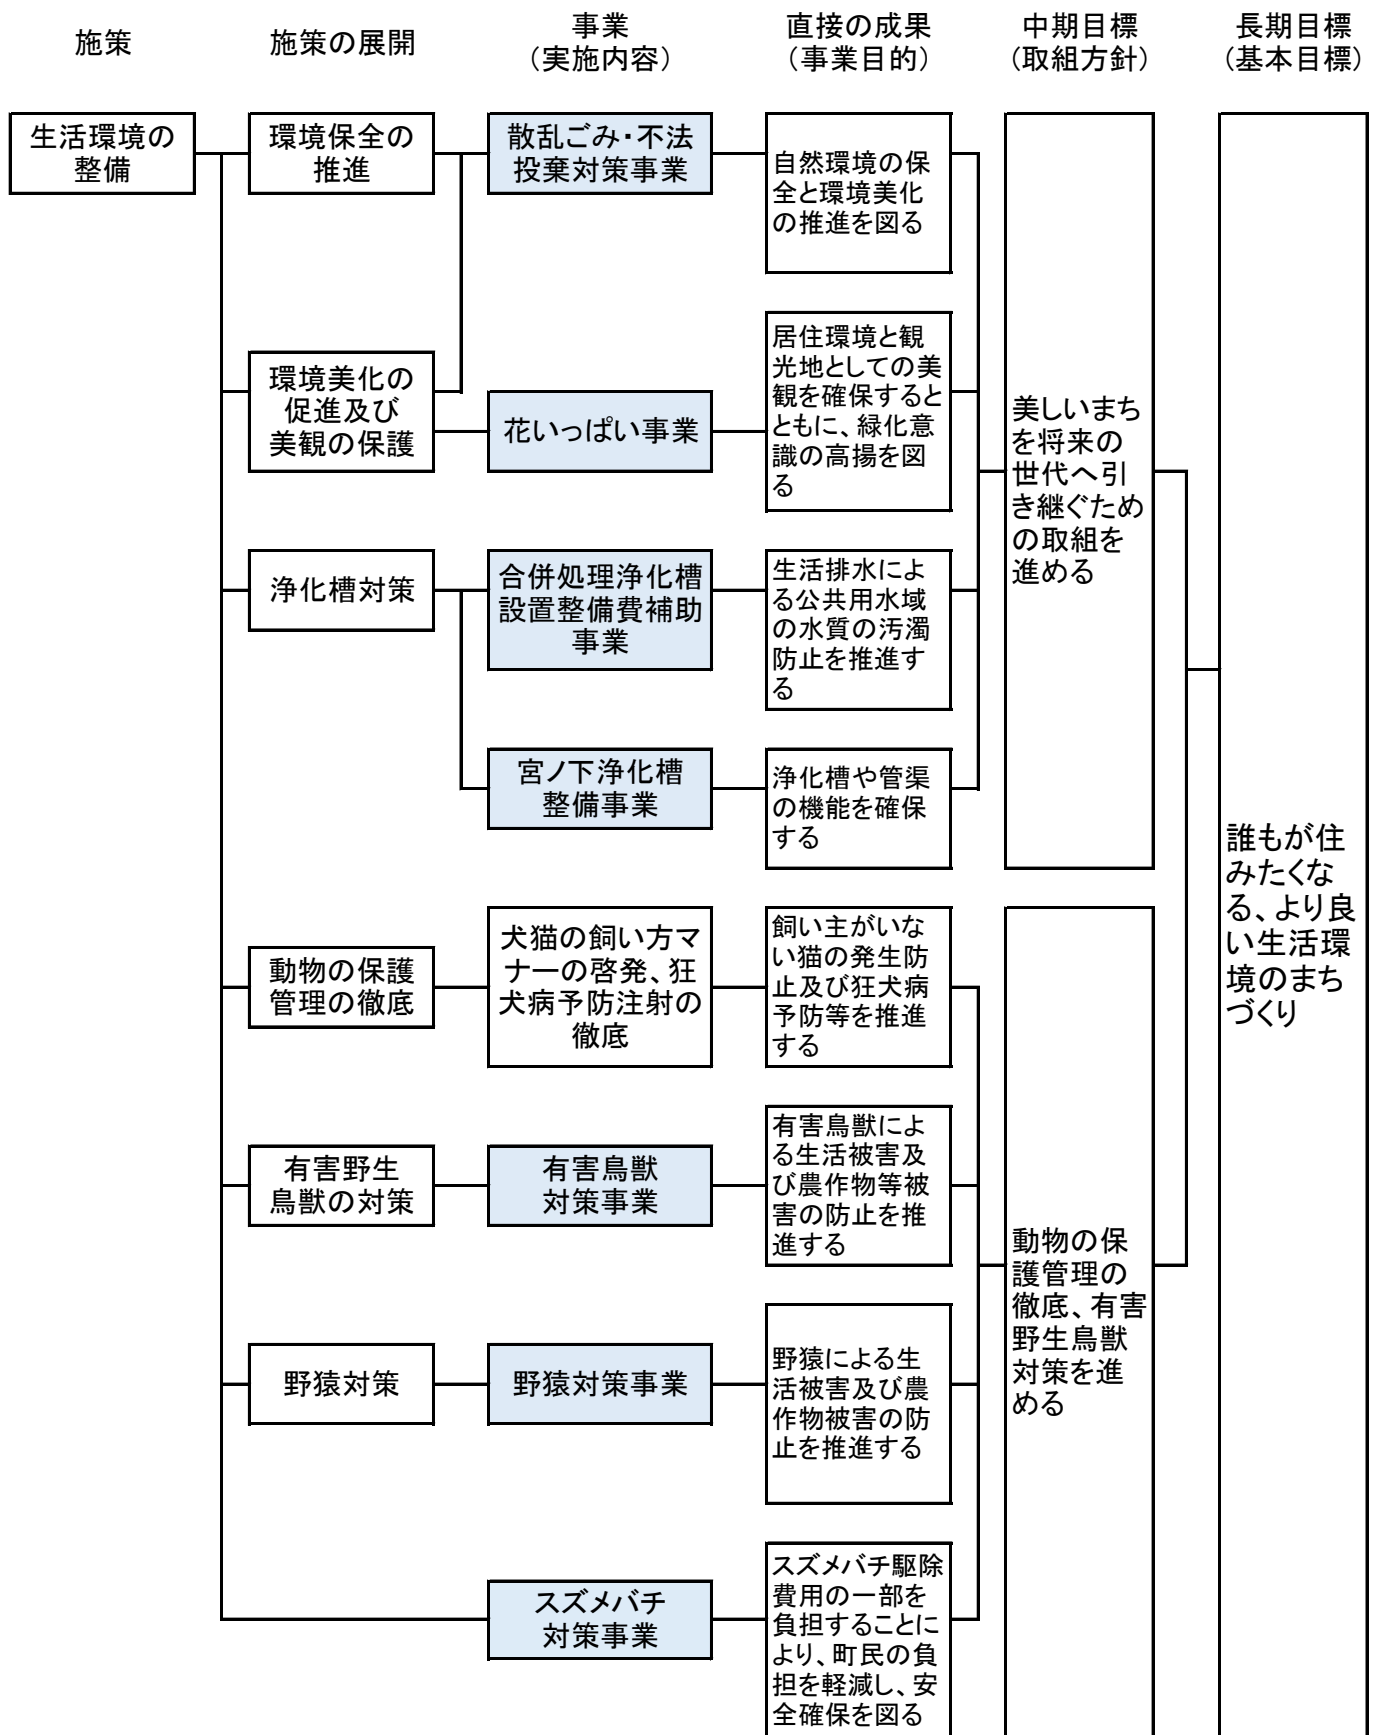 施策
施策の展開
事業
（実施内容）
直接の成果
（事業目的）
中期目標
（取組方針）
長期目標
（基本目標）
生活環境の
整備
環境保全の
推進
散乱ごみ・不法
投棄対策事業
自然環境の保
全と環境美化
の推進を図る
環境美化の
促進及び
美観の保護
花いっぱい事業
居住環境と観
光地としての美
観を確保すると
ともに、緑化意
識の高揚を図
る
浄化槽対策
合併処理浄化槽
設置整備費補助
事業
生活排水によ
る公共用水域
の水質の汚濁
防止を推進す
る
宮ノ下浄化槽
整備事業
浄化槽や管渠
の機能を確保
する
美しいまち
を将来の
世代へ引
き継ぐため
の取組を
進める
動物の保護
管理の徹底
犬猫の飼い方マ
ナーの啓発、狂
犬病予防注射の
徹底
飼い主がいな
い猫の発生防
止及び狂犬病
予防等を推進
する
有害野生
鳥獣の対策
有害鳥獣
対策事業
有害鳥獣によ
る生活被害及
び農作物等被
害の防止を推
進する
野猿対策
野猿対策事業
野猿による生
活被害及び農
作物被害の防
止を推進する
スズメバチ
対策事業
スズメバチ駆除
費用の一部を
負担することに
より、町民の負
担を軽減し、安
全確保を図る
動物の保
護管理の
徹底、有害
野生鳥獣
対策を進
める
誰もが住
みたくな
る、より良
い生活環
境のまち
づくり